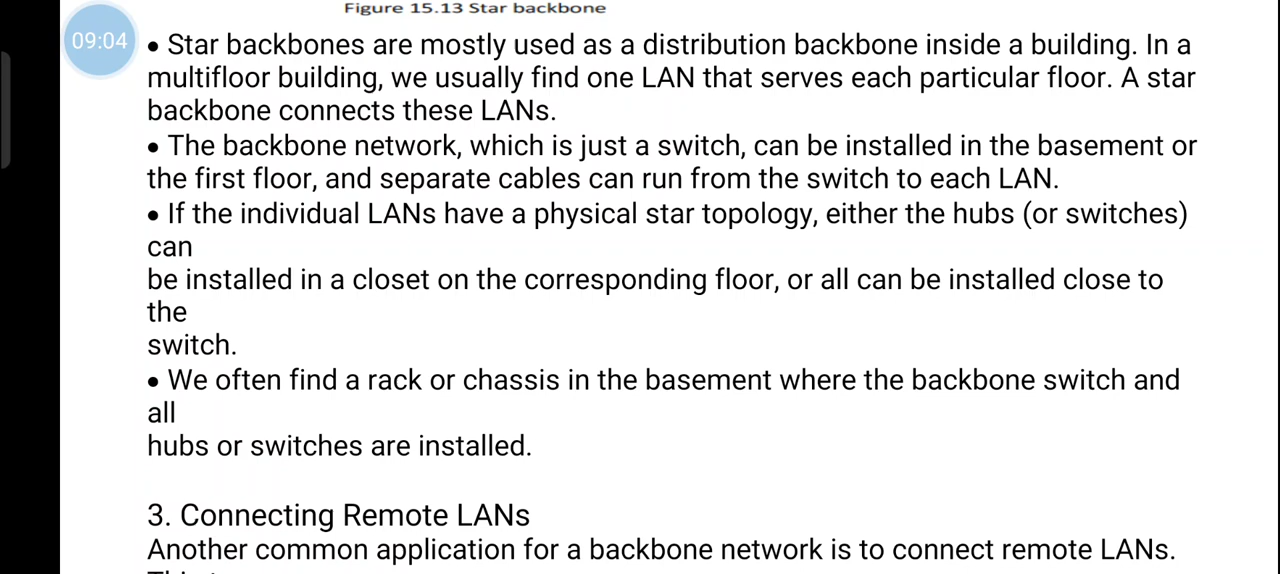 Figure 15.13 Star backbone
09:04
• Star backbones are mostly used as a distribution backbone inside a building. In a
multifloor building, we usually find one LAN that serves each particular floor. A star
backbone connects these LANs.
• The backbone network, which is just a switch, can be installed in the basement or
the first floor, and separate cables can run from the switch to each LAN.
• If the individual LANs have a physical star topology, either the hubs (or switches)
can
be installed in a closet on the corresponding floor, or all can be installed close to
the
switch.
• We often find a rack or chassis in the basement where the backbone switch and
all
hubs or switches are installed.
3. Connecting Remote LANs
Another common application for a backbone network is to connect remote LANs.